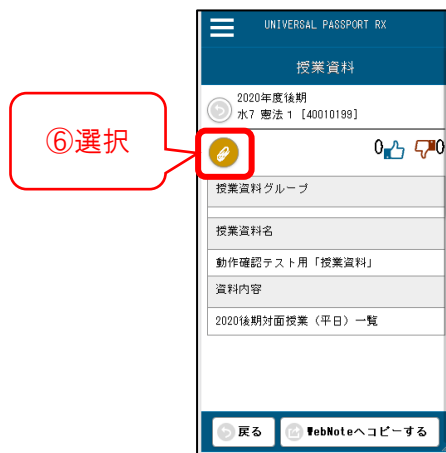 UNIVERSAL PASSPORT RX
授業資料
2020年度後期
水7 憲法1 [40010199]
⑥選択
0 0
授業資料グループ
授業資料名
動作確認テスト用「授業資料」
資料内容
2020後期対面授業（平日）一覧
戻る WebNoteへコピーする